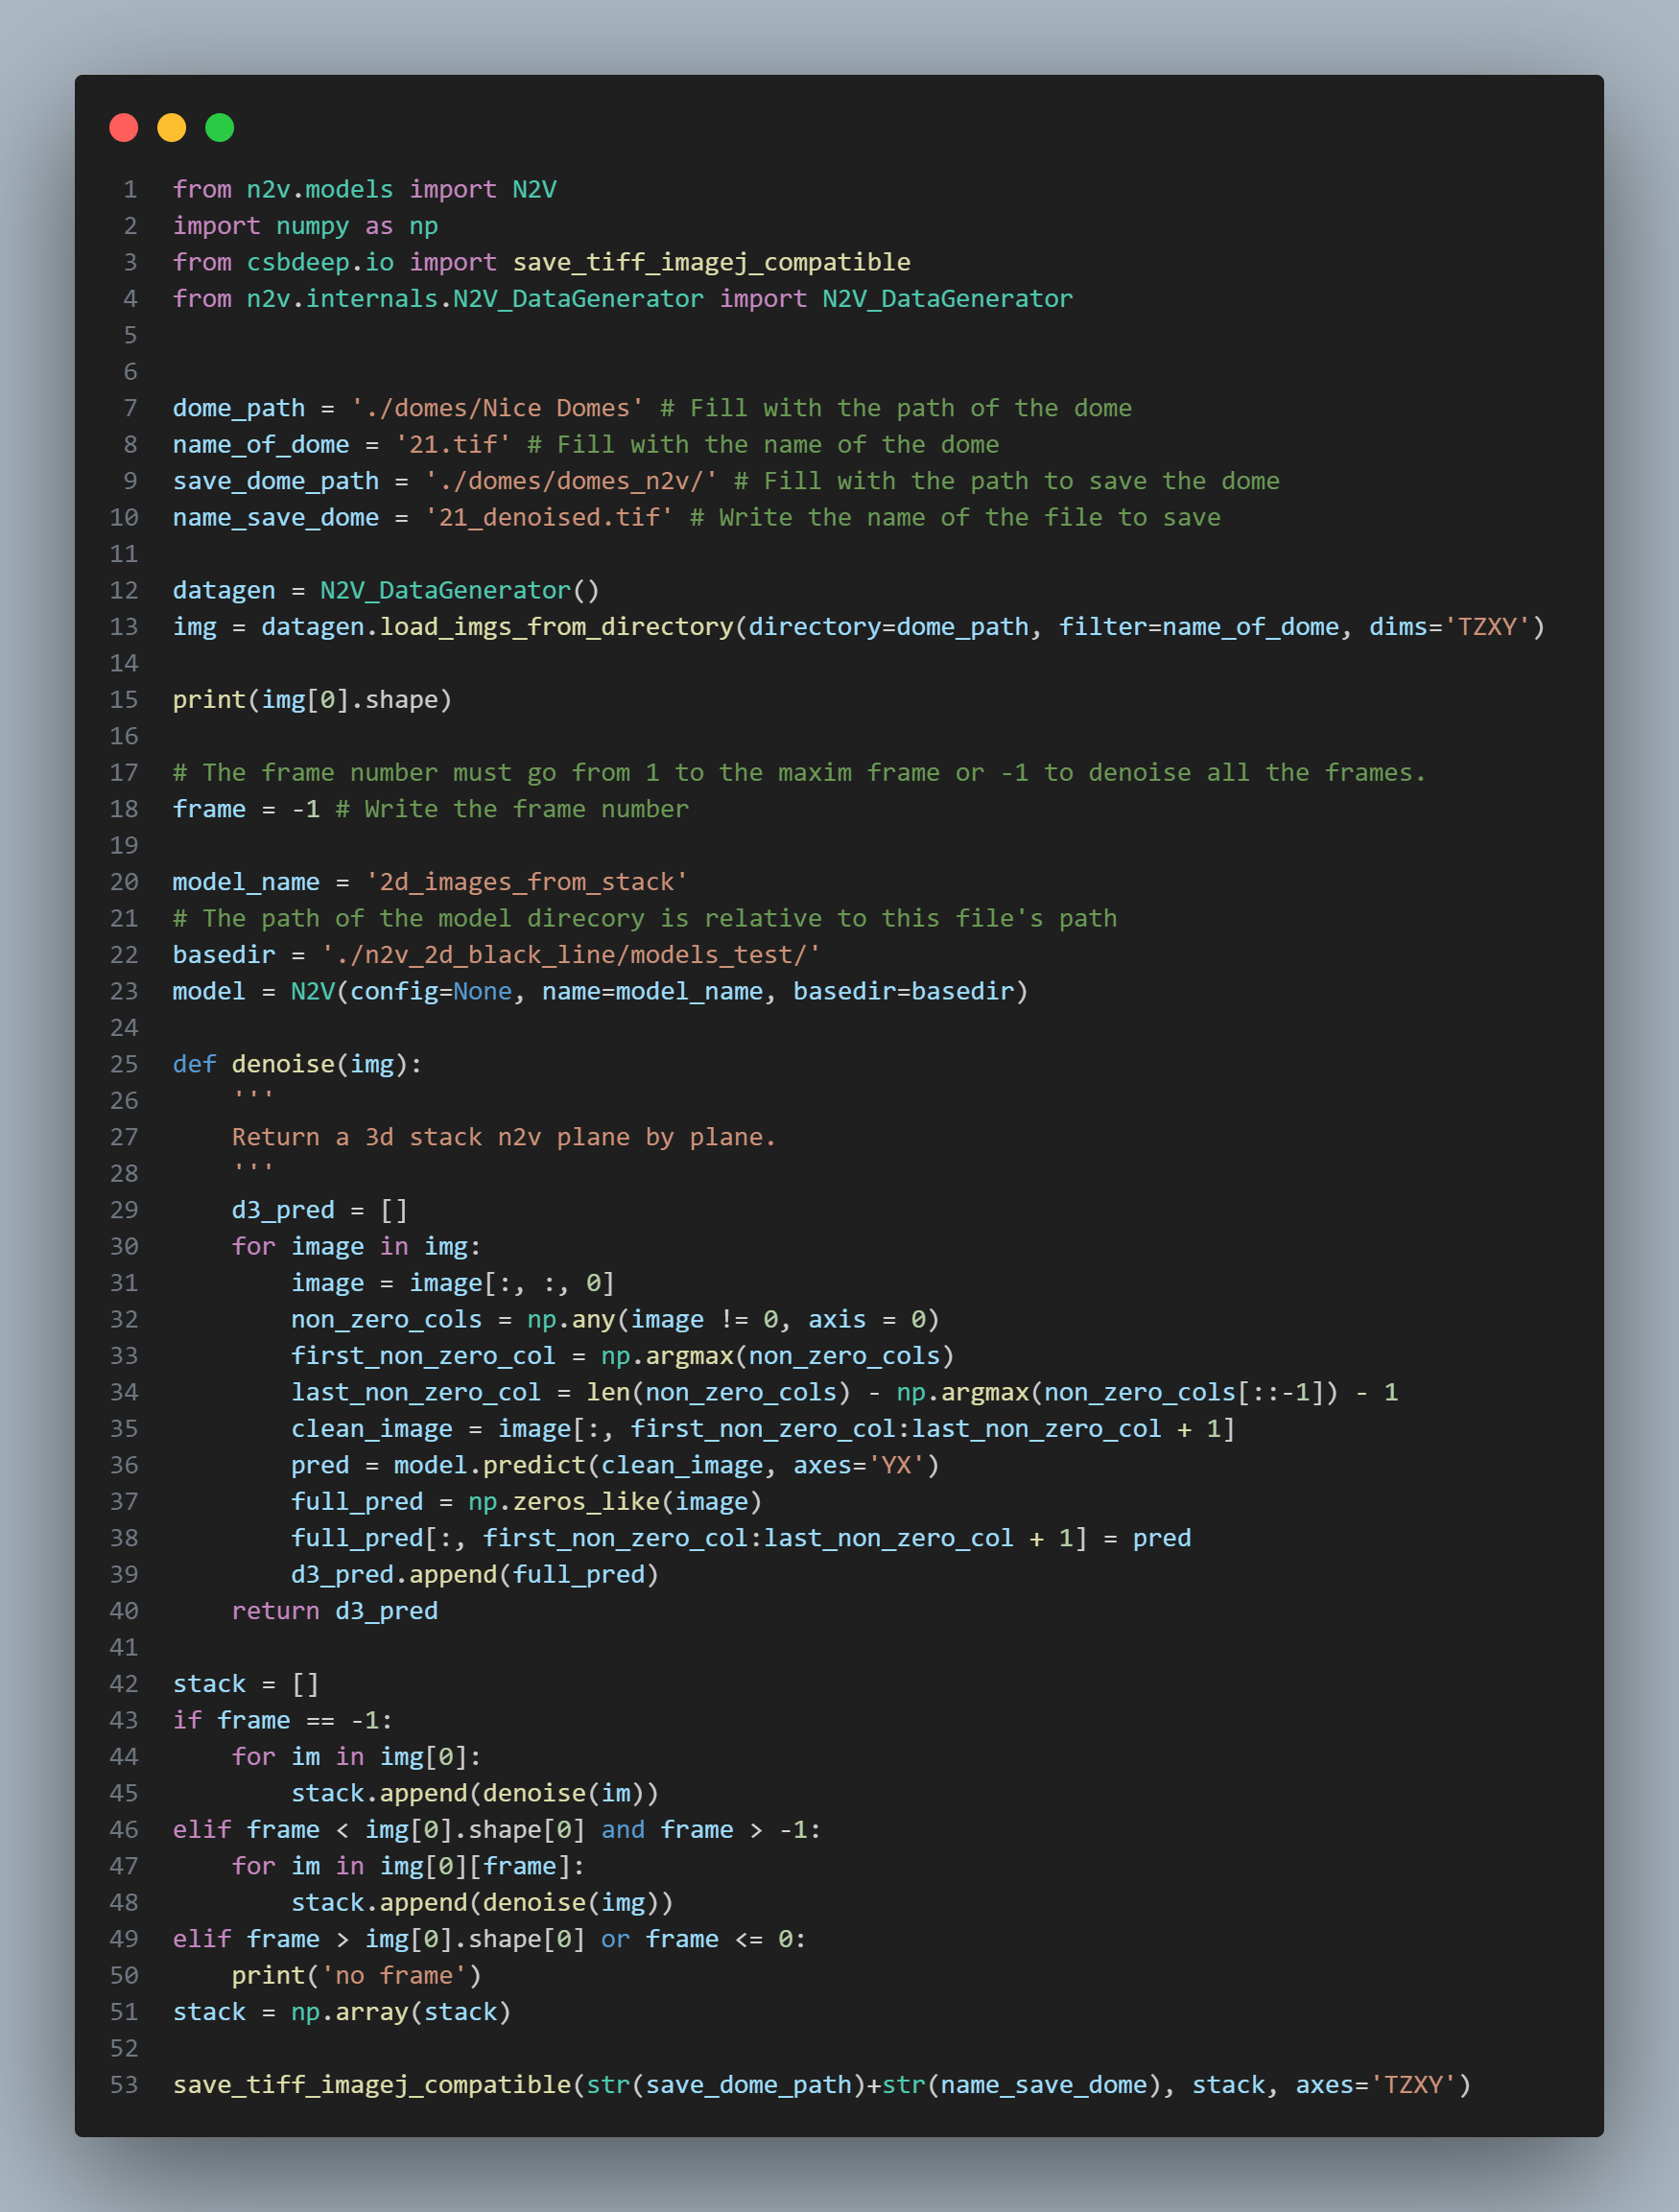 1 from n2v.models import N2V
2 import numpy as np
3 from csbdeep.io import save_tiff_imagej_compatible
4 from n2v.internals.N2V_DataGenerator import N2V_DataGenerator
5
6
7 dome_path = './domes/Nice Domes' # Fill with the path of the dome
8 name_of_dome = '21.tif' # Fill with the name of the dome
9 save_dome_path = './domes/domes_n2v/' # Fill with the path to save the dome
10 name_save_dome = '21_denoised.tif' # Write the name of the file to save
11
12 datagen = N2V_DataGenerator()
13 img = datagen.load_imgs_from_directory(directory=dome_path, filter=name_of_dome, dims='TZXY')
14
15 print(img[0].shape)
16
17 # The frame number must go from 1 to the maxim frame or -1 to denoise all the frames.
18 frame = -1 # Write the frame number
19
20 model_name = '2d_images_from_stack'
21 # The path of the model direcory is relative to this file's path
22 basedir = './n2v_2d_black_line/models_test/'
23 model = N2V(config=None, name=model_name, basedir=basedir)
24
25 def denoise(img):
26     '''
27     Return a 3d stack n2v plane by plane.
28     '''
29     d3_pred = []
30     for image in img:
31         image = image[:, :, 0]
32         non_zero_cols = np.any(image != 0, axis = 0)
33         first_non_zero_col = np.argmax(non_zero_cols)
34         last_non_zero_col = len(non_zero_cols) - np.argmax(non_zero_cols[::-1]) - 1
35         clean_image = image[:, first_non_zero_col:last_non_zero_col + 1]
36         pred = model.predict(clean_image, axes='YX')
37         full_pred = np.zeros_like(image)
38         full_pred[:, first_non_zero_col:last_non_zero_col + 1] = pred
39         d3_pred.append(full_pred)
40     return d3_pred
41
42 stack = []
43 if frame == -1:
44     for im in img[0]:
45         stack.append(denoise(im))
46 elif frame < img[0].shape[0] and frame > -1:
47     for im in img[0][frame]:
48         stack.append(denoise(img))
49 elif frame > img[0].shape[0] or frame <= 0:
50     print('no frame')
51 stack = np.array(stack)
52
53 save_tiff_imagej_compatible(str(save_dome_path)+str(name_save_dome), stack, axes='TZXY')